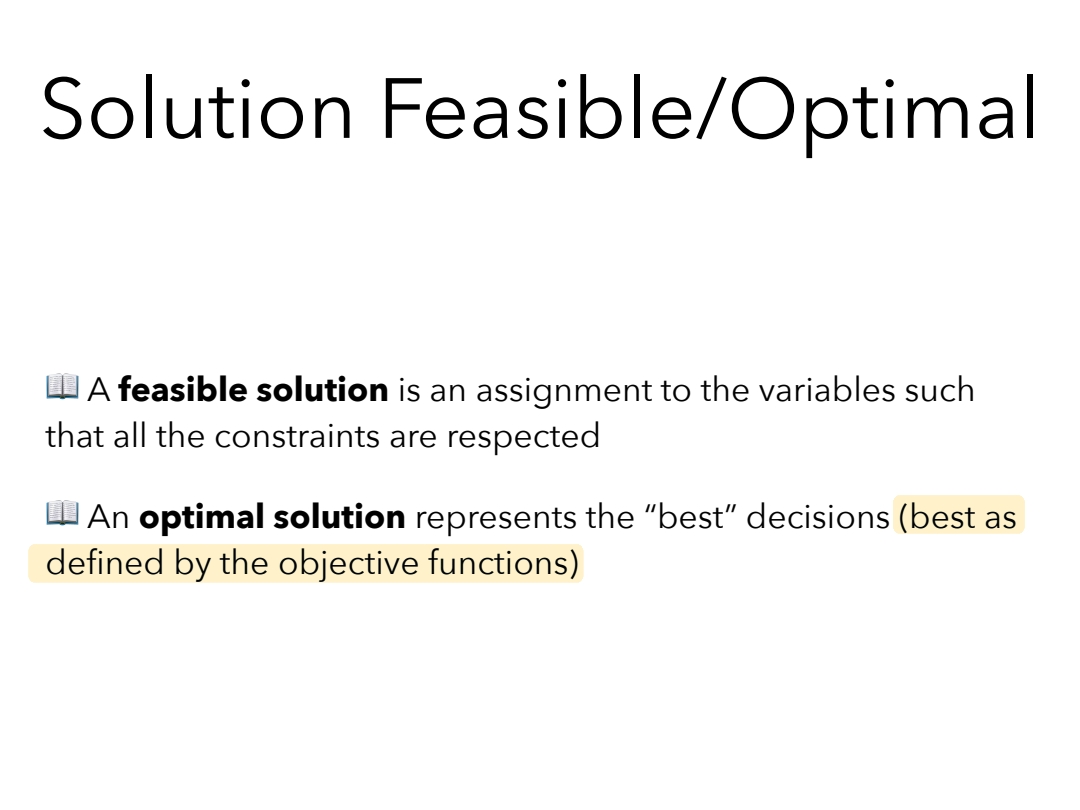 Solution Feasible/Optimal
📖 A feasible solution is an assignment to the variables such
that all the constraints are respected
📖 An optimal solution represents the “best” decisions (best as
defined by the objective functions)